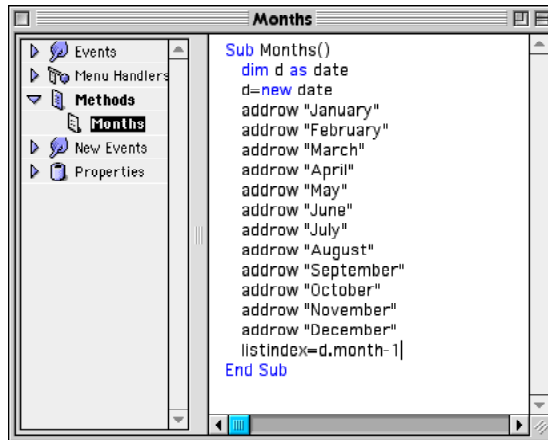 Months
Events
Menu Handlers
Methods
Months
New Events
Properties
Sub Months()
dim d as date
d=new date
addrow "January"
addrow "February"
addrow "March"
addrow "April"
addrow "May"
addrow "June"
addrow "July"
addrow "August"
addrow "September"
addrow "October"
addrow "November"
addrow "December"
listindex=d.month-1
End Sub